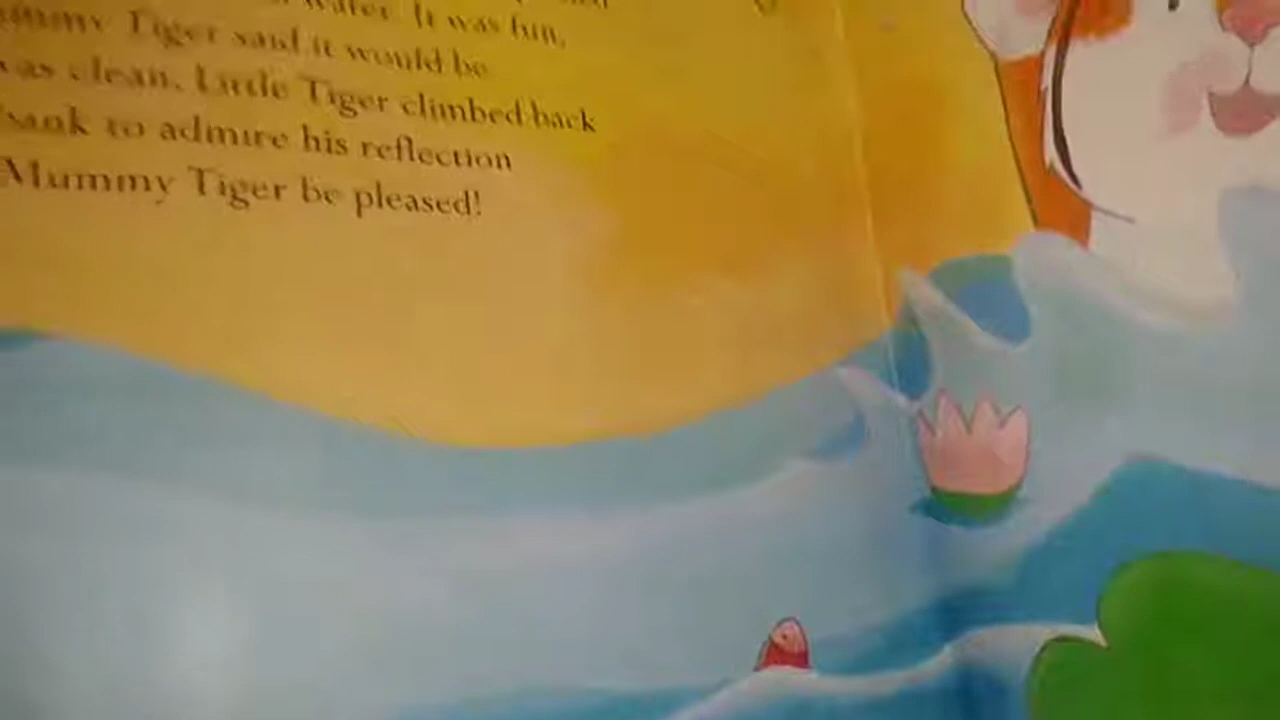 water. It was fun,
Tiger said it would be
was clean. Little Tiger climbed back
to admire his reflection
Mummy Tiger be pleased!